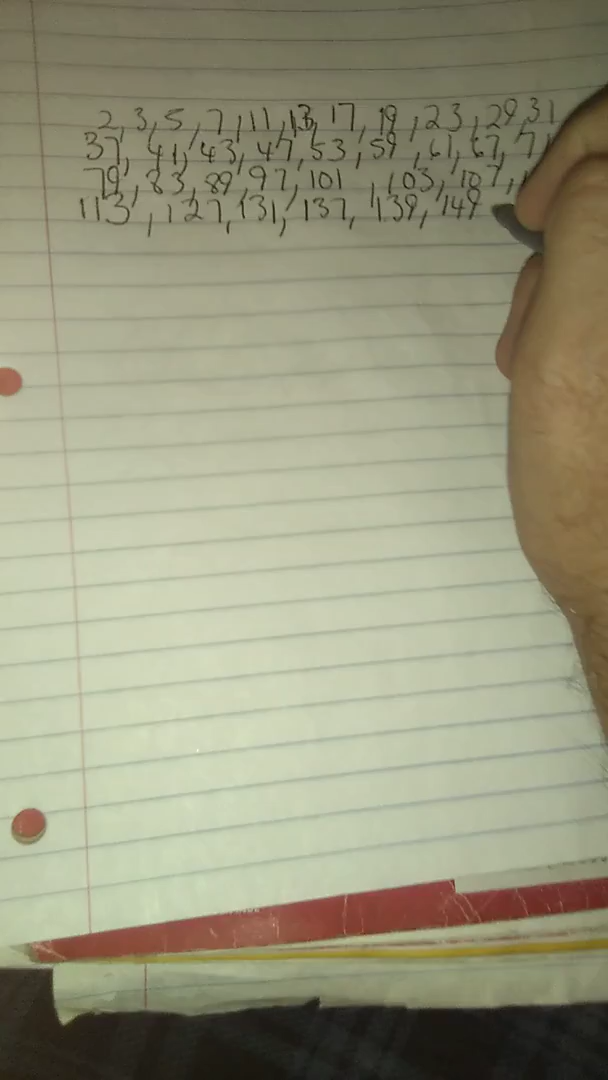 2, 3, 5, 7, 11, 13, 17, 19, 23, 29, 31
37, 41, 43, 47, 53, 59, 61, 67, 71
79, 83, 89, 97, 101, 103, 107,
113, 127, 131, 137, 139, 149